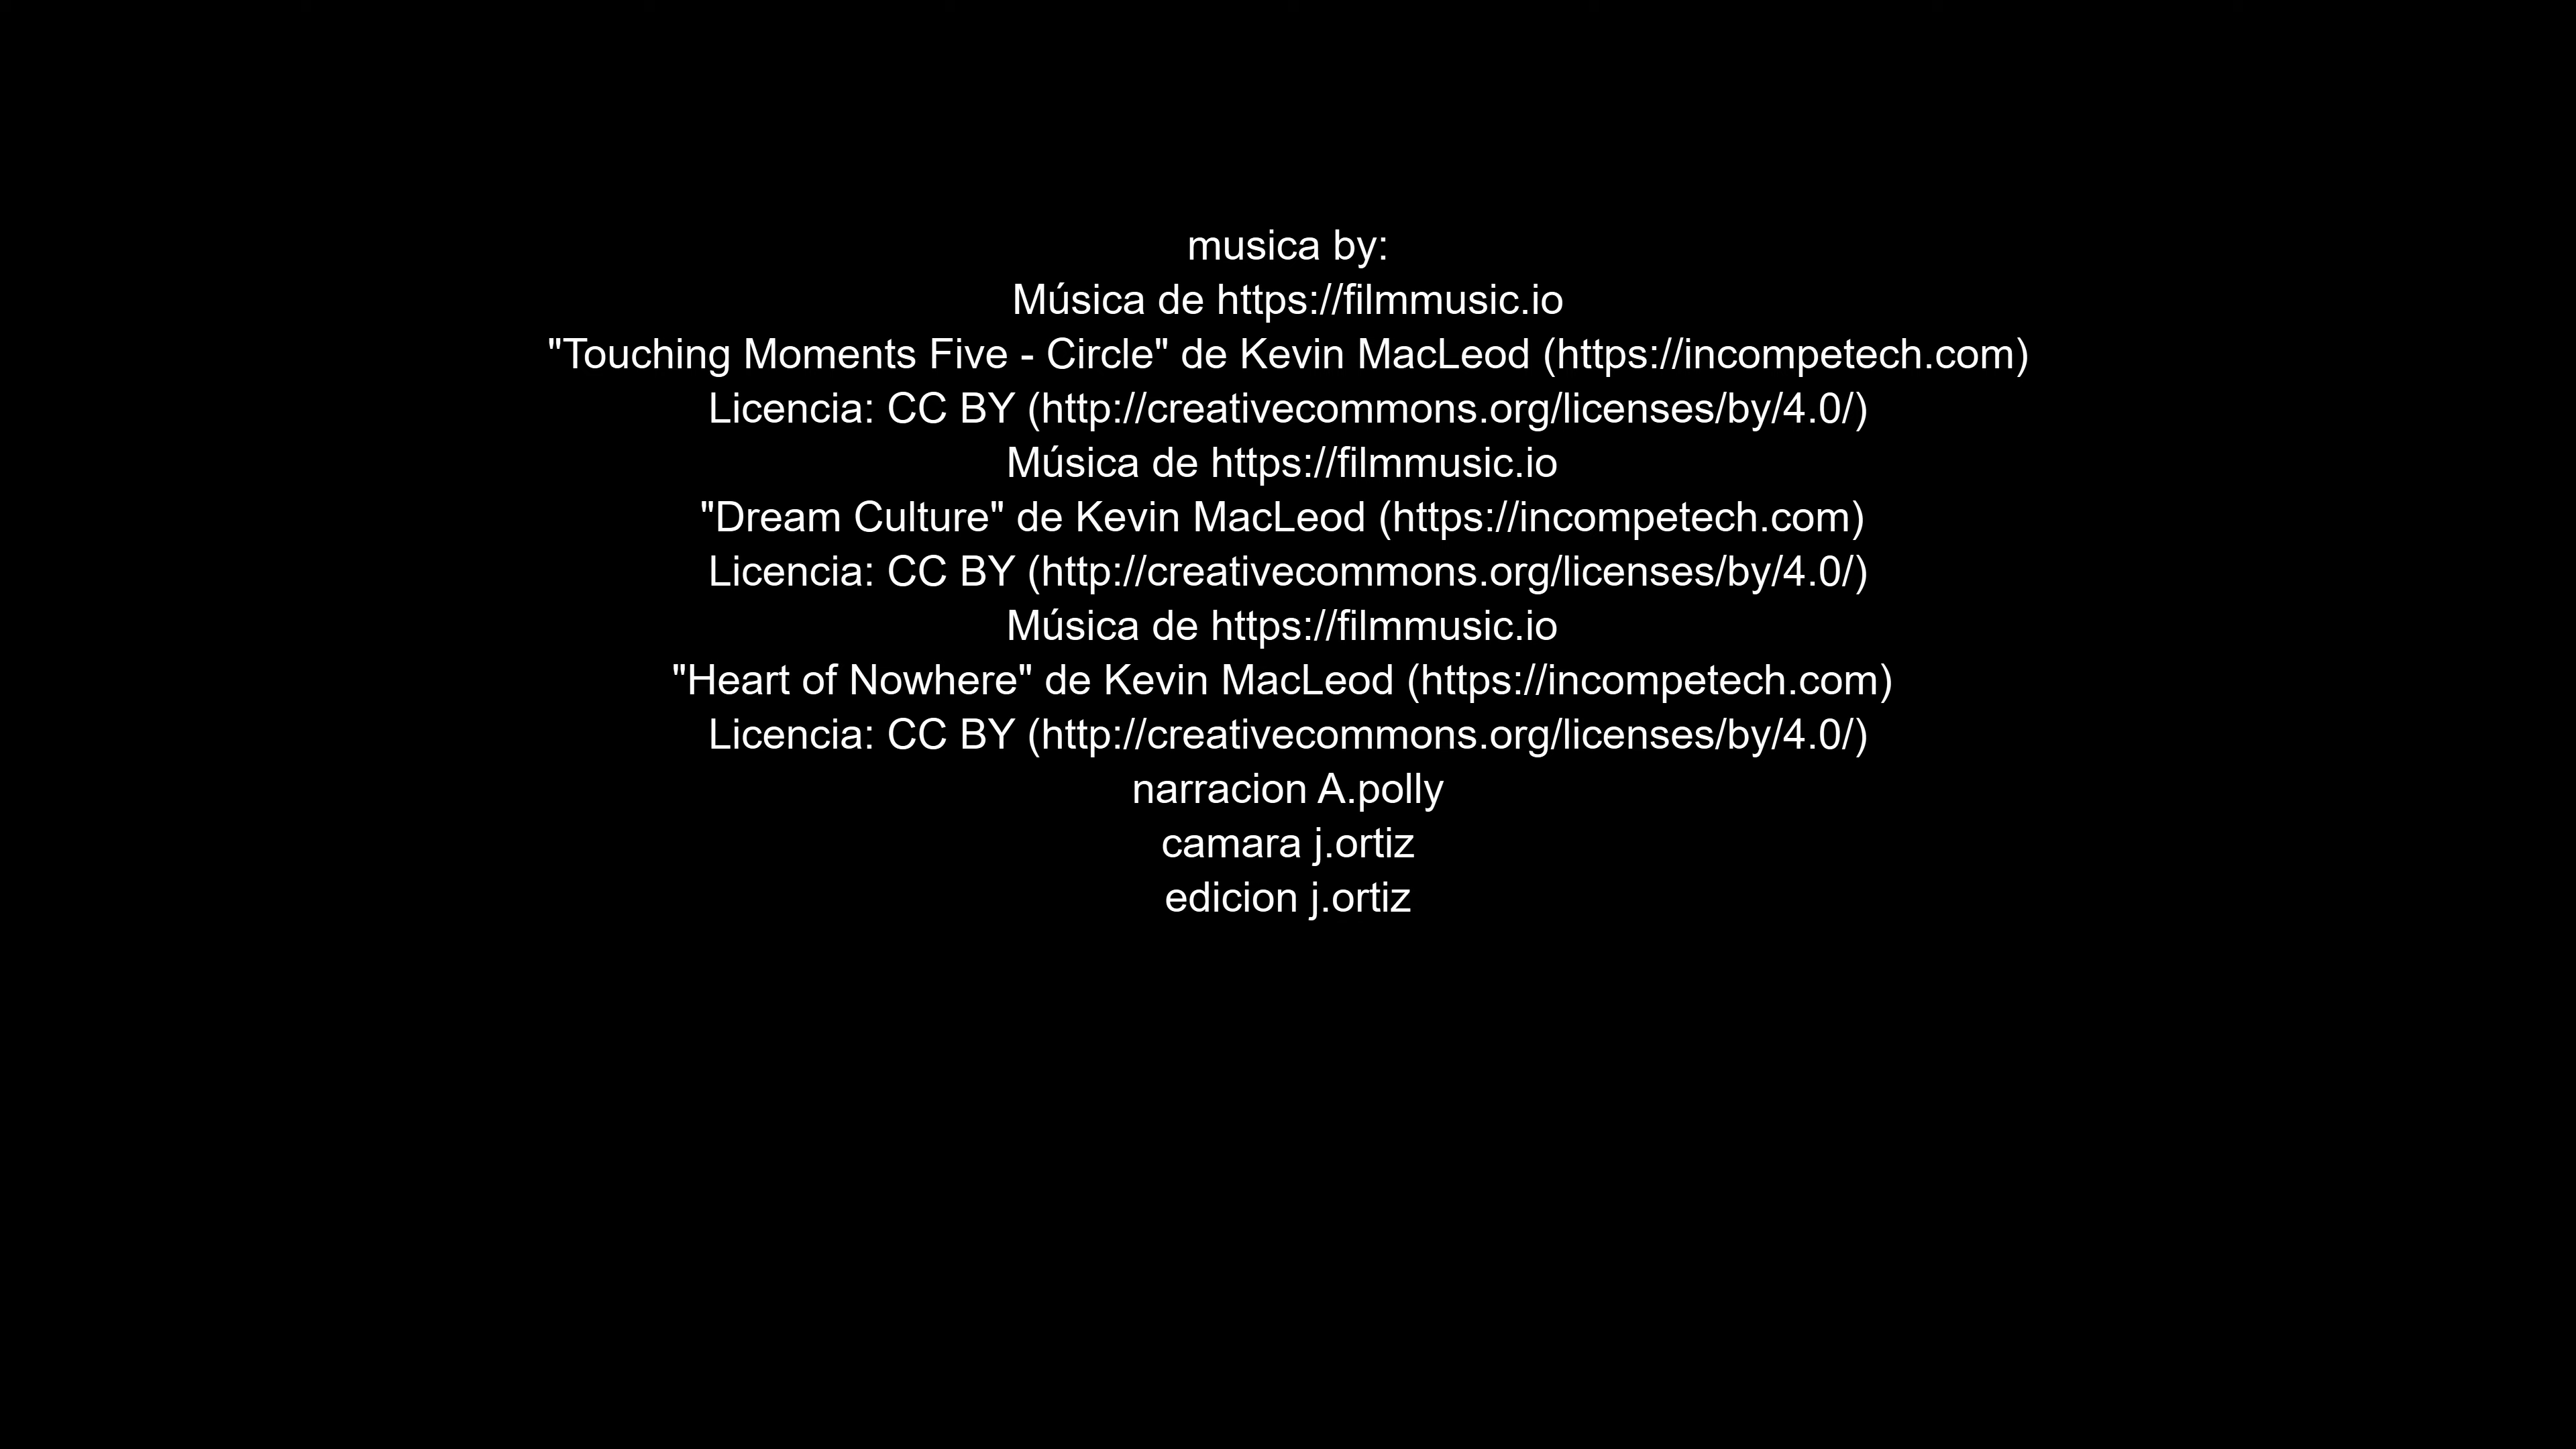 musica by:
Música de https://filmmusic.io
"Touching Moments Five - Circle" de Kevin MacLeod (https://incompetech.com)
Licencia: CC BY (http://creativecommons.org/licenses/by/4.0/)
Música de https://filmmusic.io
"Dream Culture" de Kevin MacLeod (https://incompetech.com)
Licencia: CC BY (http://creativecommons.org/licenses/by/4.0/)
Música de https://filmmusic.io
"Heart of Nowhere" de Kevin MacLeod (https://incompetech.com)
Licencia: CC BY (http://creativecommons.org/licenses/by/4.0/)
narracion A.polly
camara j.ortiz
edicion j.ortiz